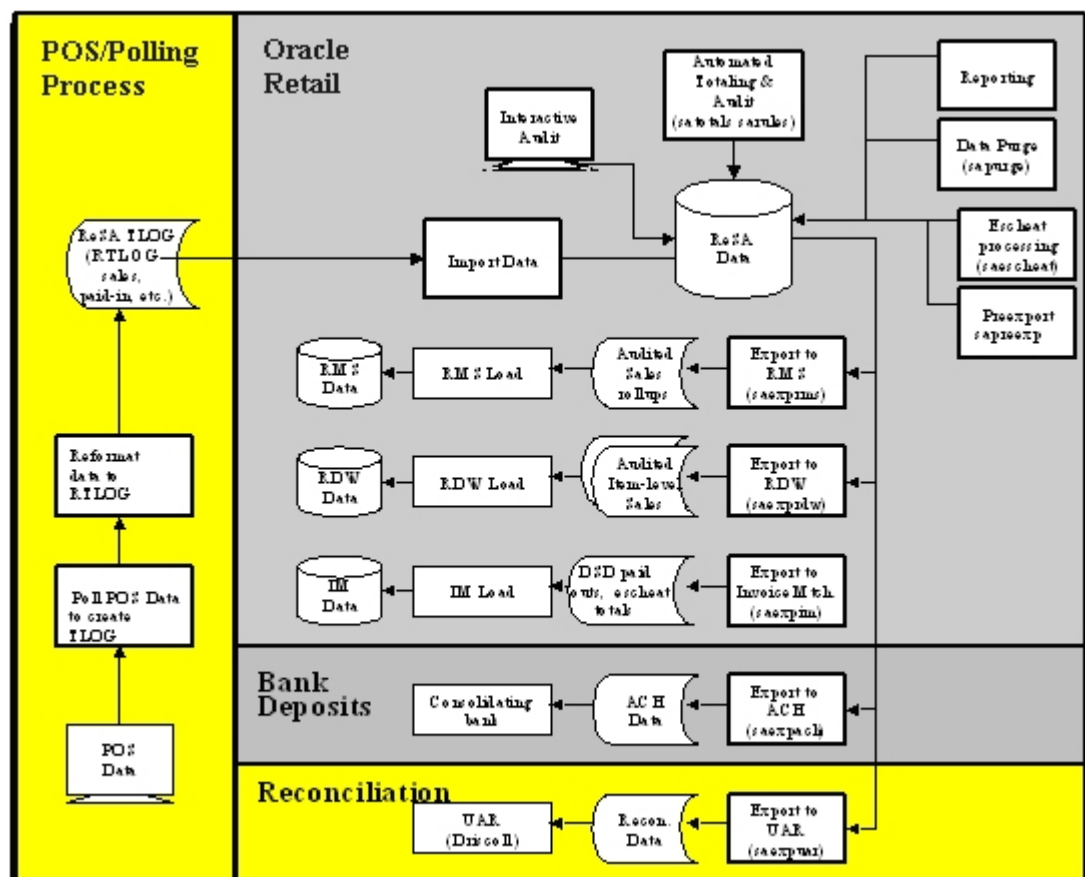 POS/Polling
Process
Oracle
Retail
Automated
Totaling &
Audit
(satotals sarules)
Interactive
Audit
Reporting
Data Purge
(sapurge)
ReSA TLOG
(RTLOG
sales,
paid-in, etc.)
Import Data
ReSA
Data
Escheat
processing
(saescheat)
Preexport
sapreexp
RMS
Data
RMS Load
Audited
Sales
rollups
Export to
RMS
(saexprms)
Reformat
data to
RTLOG
RDW
Data
RDW Load
Audited
Item-level
Sales
Export to
RDW
(saexprdw)
Poll POS Data
to create
TLOG
IM
Data
IM Load
DSD paid
outs, escheat
totals
Export to
Invoice Mtch
(saexpim)
Bank
Deposits
Consolidating
bank
ACH
Data
Export to
ACH
(saexpach)
POS
Data
Reconciliation
UAR
(Driscoll)
Recon.
Data
Export to
UAR
(saexpuar)